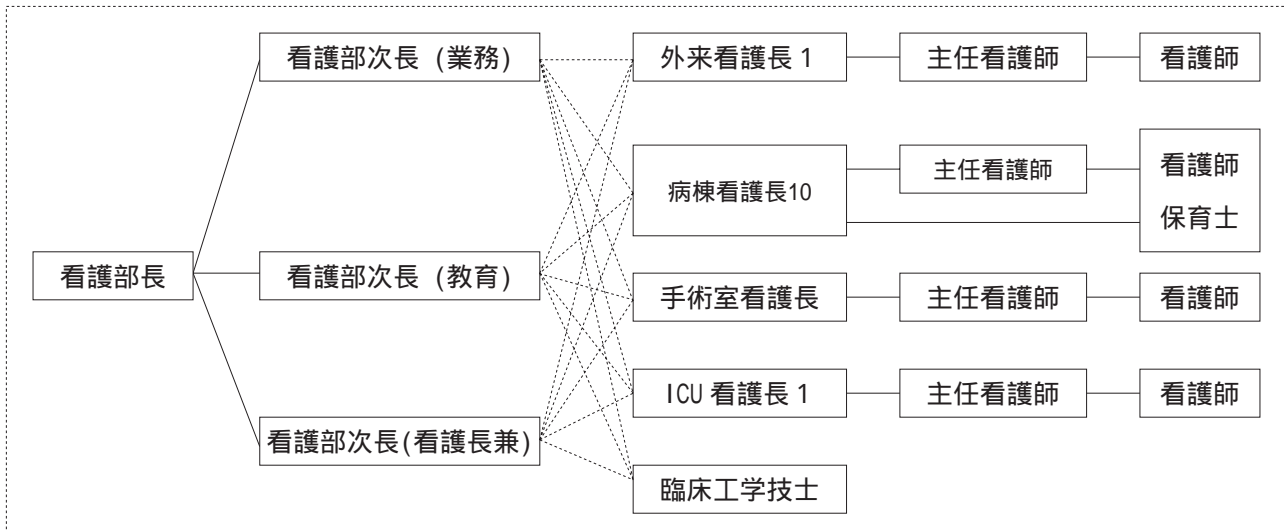 看護部長
看護部次長 (業務)
看護部次長 (教育)
看護部次長(看護長兼)
外来看護長 1
主任看護師
看護師
病棟看護長10
主任看護師
看護師
保育士
手術室看護長
主任看護師
看護師
ICU 看護長 1
主任看護師
看護師
臨床工学技士